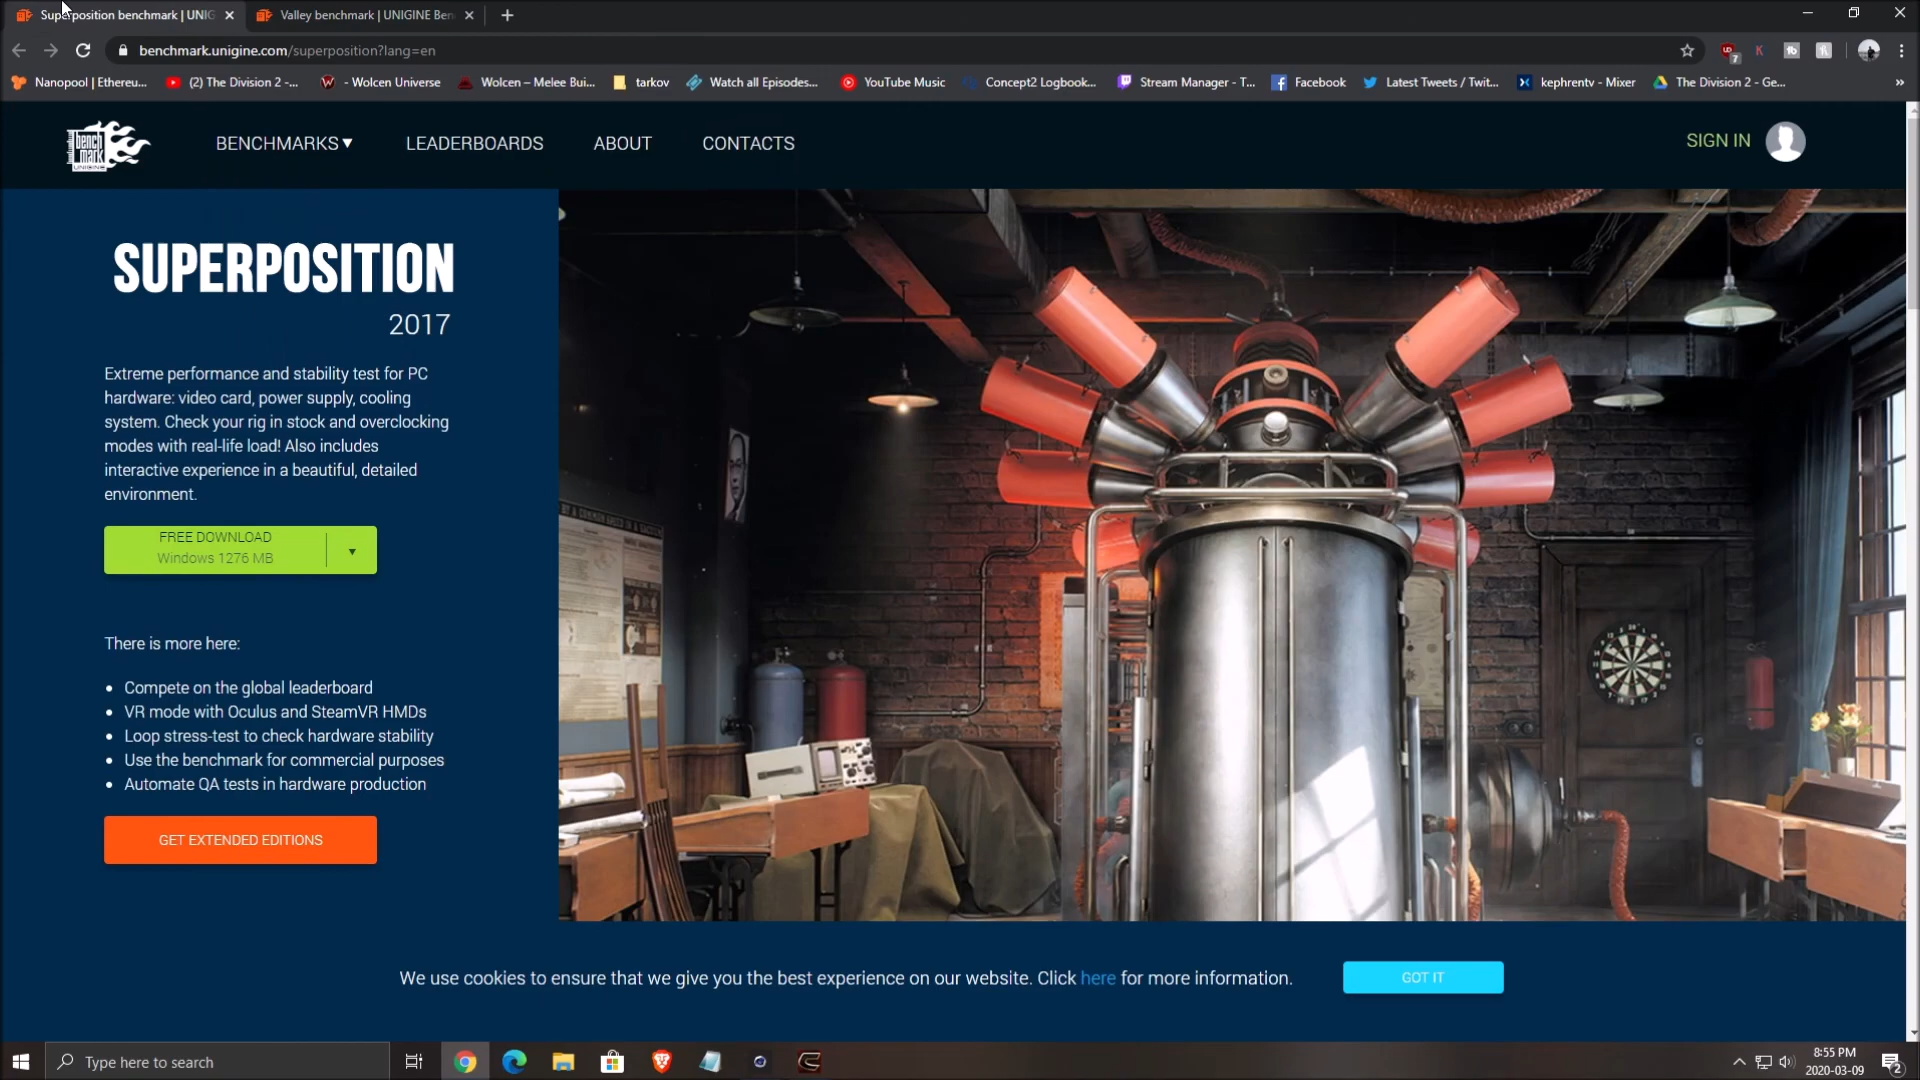 Superposition benchmark | UNIG
Valley benchmark | UNIGINE Ben
benchmark.unigine.com/superposition?lang=en
7
Nanopool | Ethereu...
(2) The Division 2 -...
- Wolcen Universe
Wolcen – Melee Bui...
tarkov
Watch all Episodes...
YouTube Music
Concept2 Logbook...
Stream Manager - T...
Facebook
Latest Tweets / Twit...
kephrentv - Mixer
The Division 2 - Ge...
»
bench
mark
UNIGINE
BENCHMARKS ▼
LEADERBOARDS
ABOUT
CONTACTS
SIGN IN
SUPERPOSITION
2017
Extreme performance and stability test for PC
hardware: video card, power supply, cooling
system. Check your rig in stock and overclocking
modes with real-life load! Also includes
interactive experience in a beautiful, detailed
environment.
FREE DOWNLOAD
Windows 1276 MB
There is more here:
• Compete on the global leaderboard
• VR mode with Oculus and SteamVR HMDs
• Loop stress-test to check hardware stability
• Use the benchmark for commercial purposes
• Automate QA tests in hardware production
GET EXTENDED EDITIONS
We use cookies to ensure that we give you the best experience on our website. Click here for more information.
GOT IT
Type here to search
8:55 PM
2020-03-09
2